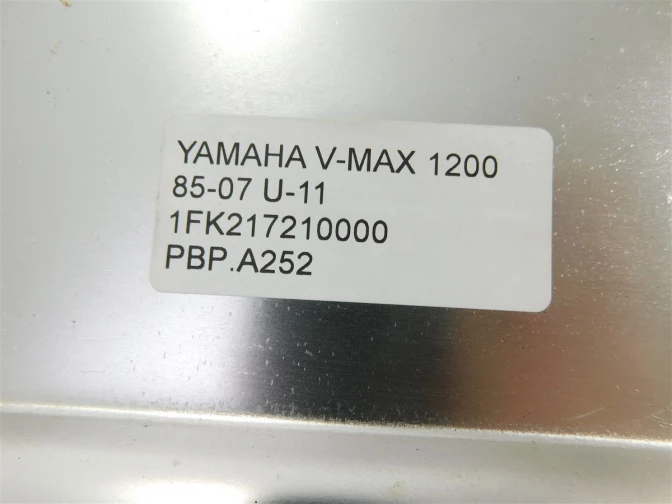 YAMAHA V-MAX 1200
85-07 U-11
1FK217210000
PBP.A252